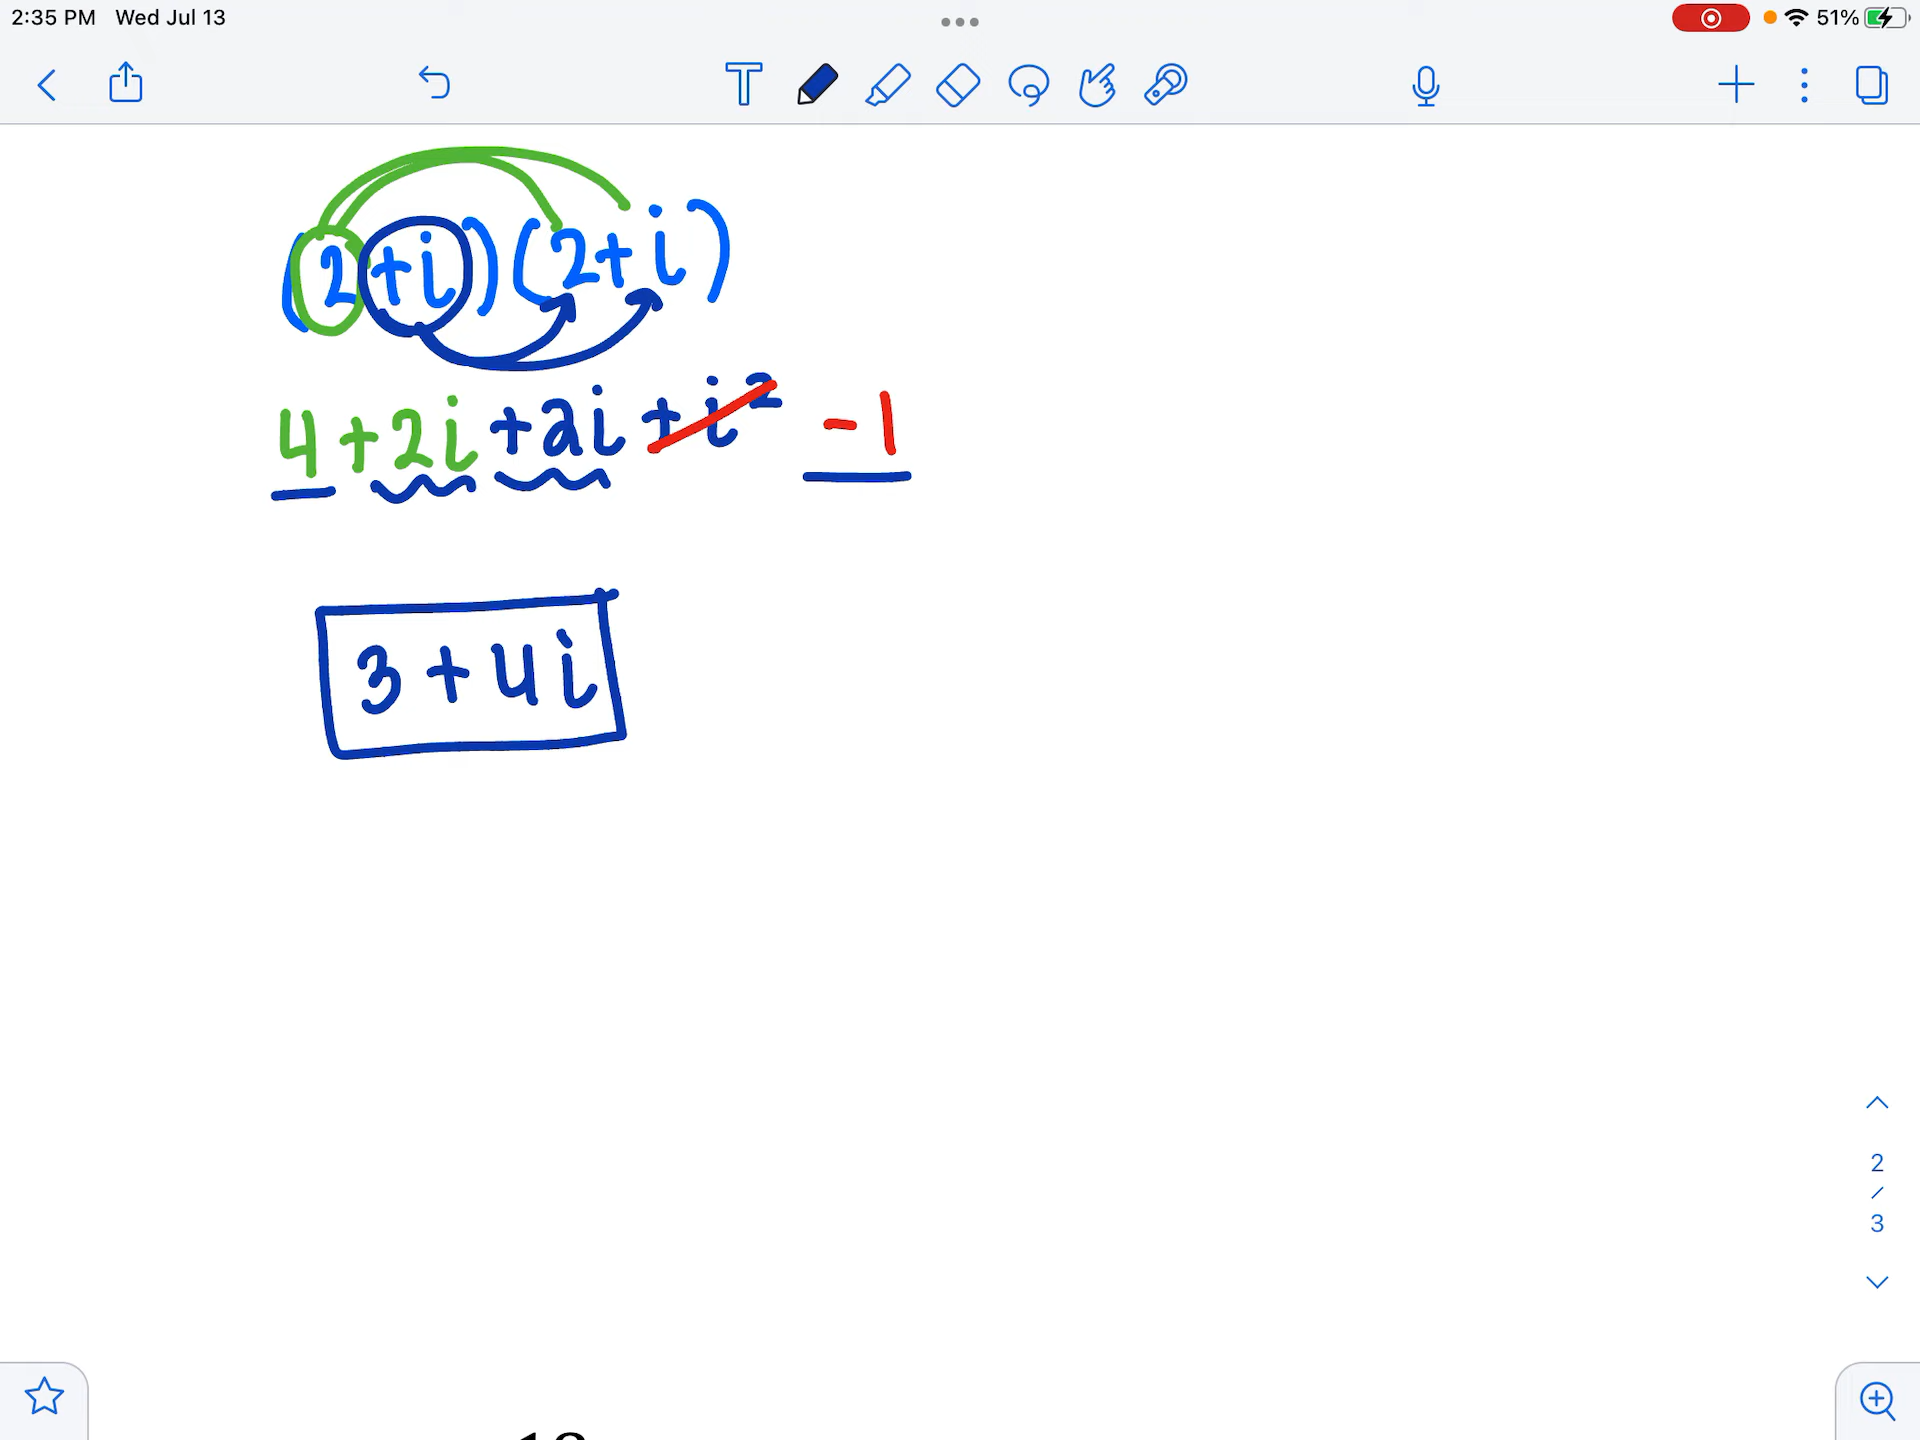 2:35 PM Wed Jul 13
51%
T
(2+i)(2+i)
4+2i+2i+i² -1
3+4i
2
/
3